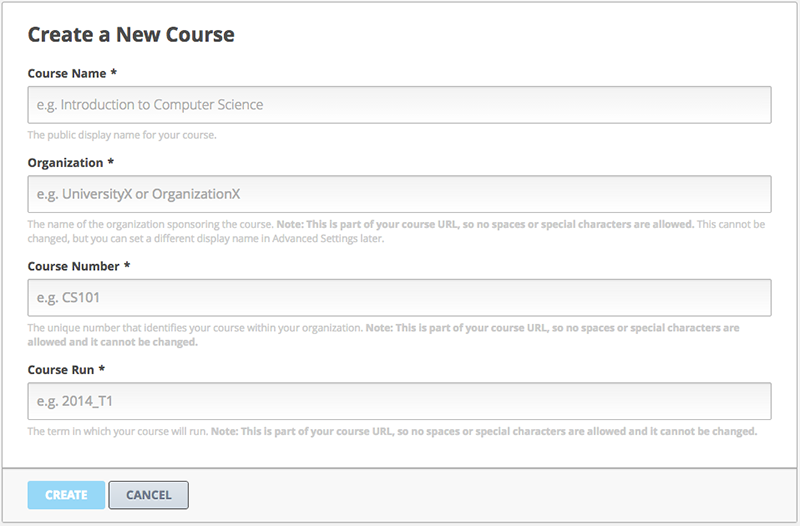 Create a New Course
Course Name *
e.g. Introduction to Computer Science
The public display name for your course.
Organization *
e.g. UniversityX or OrganizationX
The name of the organization sponsoring the course. Note: This is part of your course URL, so no spaces or special characters are allowed. This cannot be
changed, but you can set a different display name in Advanced Settings later.
Course Number *
e.g. CS101
The unique number that identifies your course within your organization. Note: This is part of your course URL, so no spaces or special characters are
allowed and it cannot be changed.
Course Run *
e.g. 2014_T1
The term in which your course will run. Note: This is part of your course URL, so no spaces or special characters are allowed and it cannot be changed.
CREATE CANCEL